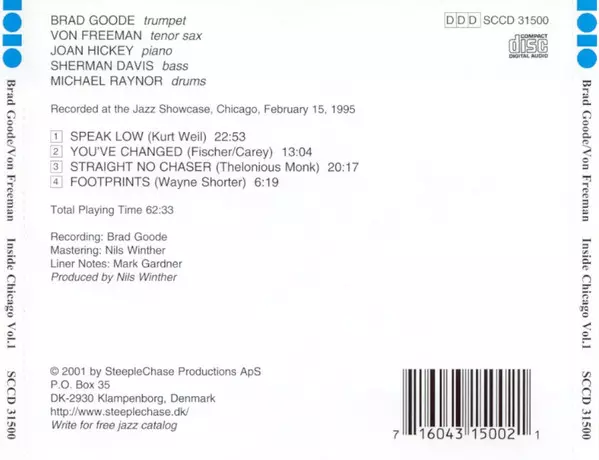 BRAD GOODE trumpet
VON FREEMAN tenor sax
JOAN HICKEY piano
SHERMAN DAVIS bass
MICHAEL RAYNOR drums
D D D SCCD 31500
COMPACT
disc
DIGITAL AUDIO
Recorded at the Jazz Showcase, Chicago, February 15, 1995
1 SPEAK LOW (Kurt Weil) 22:53
2 YOU'VE CHANGED (Fischer/Carey) 13:04
3 STRAIGHT NO CHASER (Thelonious Monk) 20:17
4 FOOTPRINTS (Wayne Shorter) 6:19
Total Playing Time 62:33
Recording: Brad Goode
Mastering: Nils Winther
Liner Notes: Mark Gardner
Produced by Nils Winther
© 2001 by SteepleChase Productions ApS
P.O. Box 35
DK-2930 Klampenborg, Denmark
http://www.steeplechase.dk/
Write for free jazz catalog
7 16043 15002 1
Brad Goode/Von Freeman Inside Chicago Vol.1 SCCD 31500
Brad Goode/Von Freeman Inside Chicago Vol.1 SCCD 31500